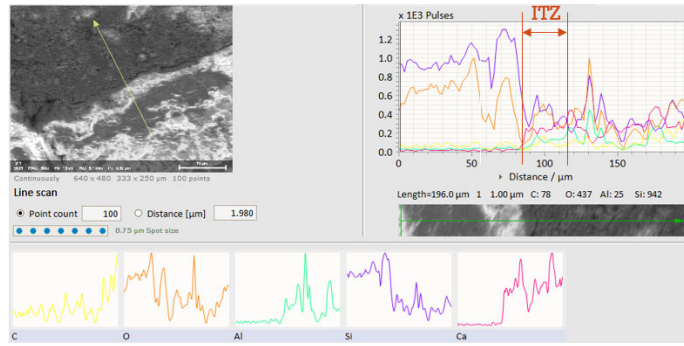 x 1E3 Pulses
ITZ
1.2
1.0
0.8
0.6
0.4
0.2
0.0
0 50 100 150
Distance / µm
Continuously 640 x 480 333 x 250 µm 100 points
Line scan
Point count 100 Distance [µm] 1.980
0.75 µm Spot size
Length=196.0 µm 1 1.00 µm C: 78 O: 437 Al: 25 Si: 942
C O Al Si Ca